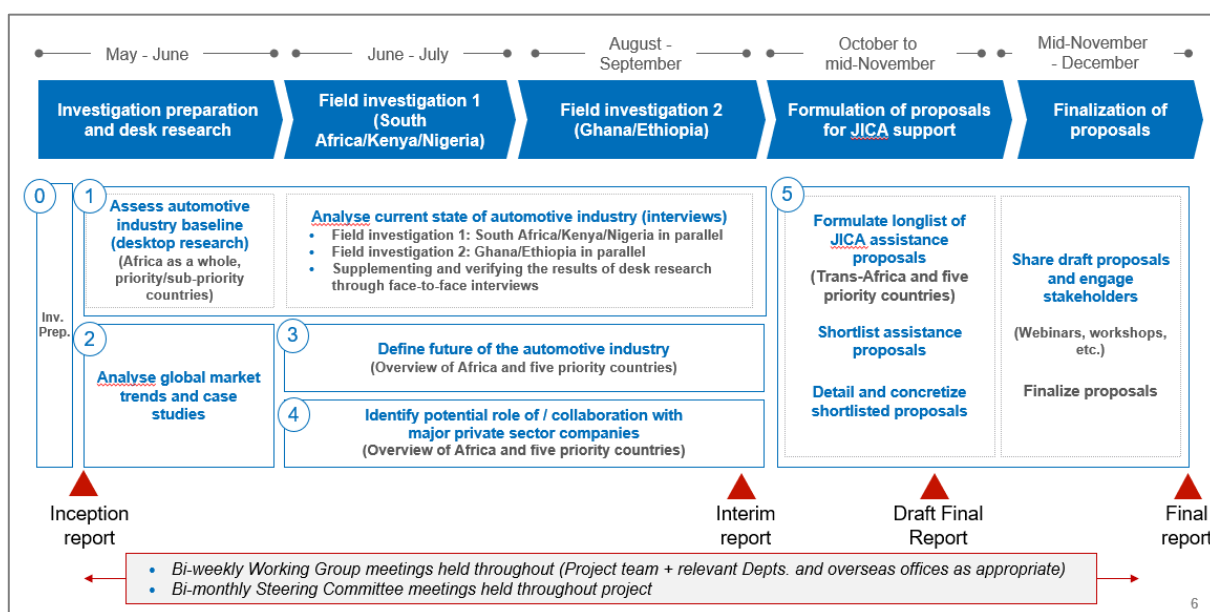 May - June
June - July
August -
September
October to
mid-November
Mid-November
- December
Investigation preparation
and desk research
Field investigation 1
(South
Africa/Kenya/Nigeria)
Field investigation 2
(Ghana/Ethiopia)
Formulation of proposals
for JICA support
Finalization of
proposals
0
Inv.
Prep.
1
Assess automotive
industry baseline
(desktop research)
(Africa as a whole,
priority/sub-priority
countries)
Analyse current state of automotive industry (interviews)
• Field investigation 1: South Africa/Kenya/Nigeria in parallel
• Field investigation 2: Ghana/Ethiopia in parallel
• Supplementing and verifying the results of desk research
through face-to-face interviews
2
Analyse global market
trends and case
studies
3
Define future of the automotive industry
(Overview of Africa and five priority countries)
4
Identify potential role of / collaboration with
major private sector companies
(Overview of Africa and five priority countries)
5
Formulate longlist of
JICA assistance
proposals
(Trans-Africa and five
priority countries)
Shortlist assistance
proposals
Detail and concretize
shortlisted proposals
Share draft proposals
and engage
stakeholders
(Webinars, workshops,
etc.)
Finalize proposals
Inception
report
Interim
report
Draft Final
Report
Final
report
• Bi-weekly Working Group meetings held throughout (Project team + relevant Depts. and overseas offices as appropriate)
• Bi-monthly Steering Committee meetings held throughout project
6